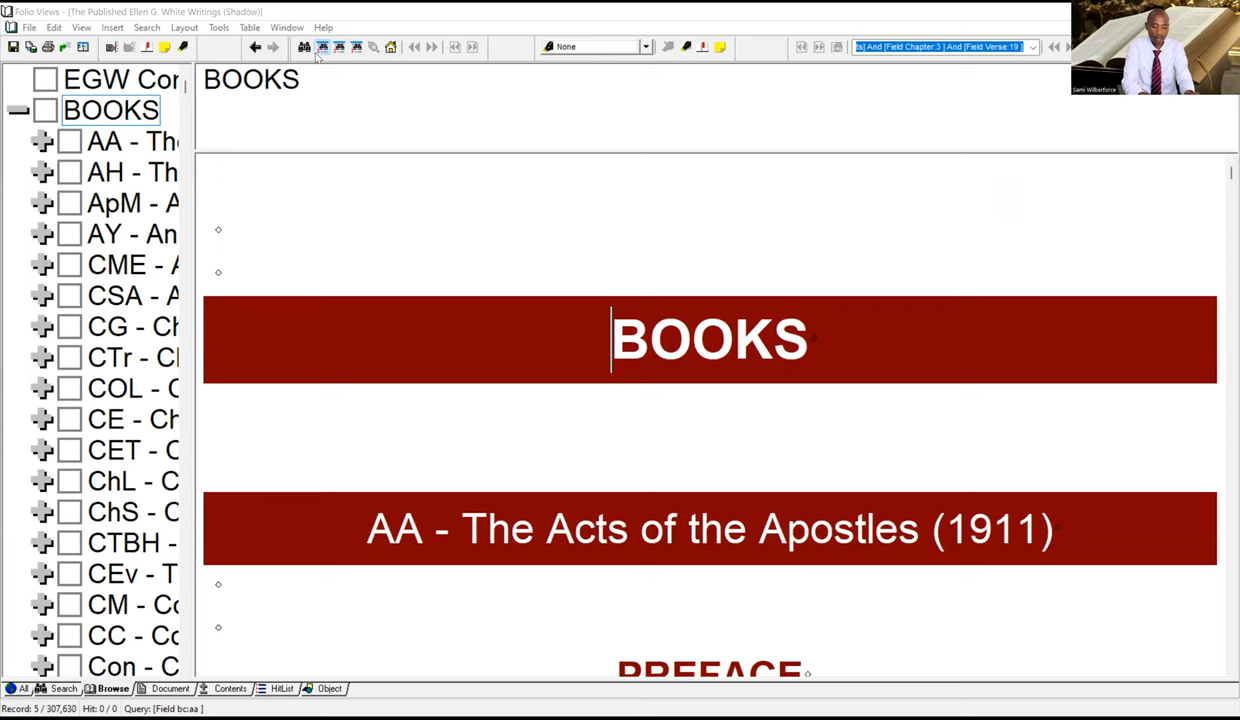 Folio Views - [The Published Ellen G. White Writings (Shadow)]
File Edit View Insert Search Layout Tools Table Window Help
None
ts] And [Field Chapter:3 ] And [Field Verse:19 ]
Sami Wilberforce
EGW Cor
BOOKS
AA - The
AH - Th
ApM - A
AY - An
CME - A
CSA - A
CG - Ch
CTr - Cl
COL - C
CE - Ch
CET - C
ChL - C
ChS - C
CTBH -
CEv - T
CM - Co
CC - Co
Con - C
BOOKS
BOOKS
AA - The Acts of the Apostles (1911)
PREFACE
All Search Browse Document Contents HitList Object
Record: 5 / 307,630 Hit: 0 / 0 Query: [Field bc:aa ]